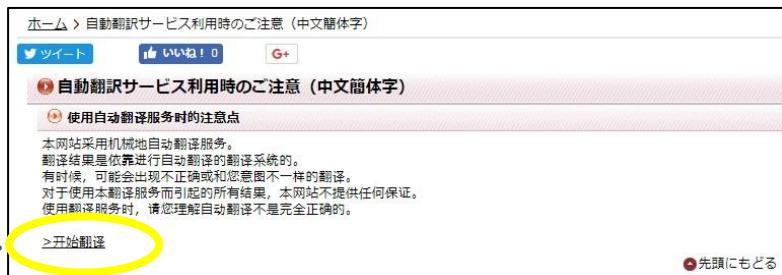 ホーム > 自動翻訳サービス利用時のご注意（中文簡体字）
ツイート いいね！ 0 G+
自動翻訳サービス利用時のご注意（中文簡体字）
使用自动翻译服务时的注意点
本网站采用机械地自动翻译服务。
翻译结果是依靠进行自动翻译的翻译系统的。
有时候，可能会出现不正确或和您意图不一样的翻译。
对于使用本翻译服务而引起的所有结果，本网站不提供任何保证。
使用翻译服务时，请您理解自动翻译不是完全正确的。
>开始翻译
先頭にもどる